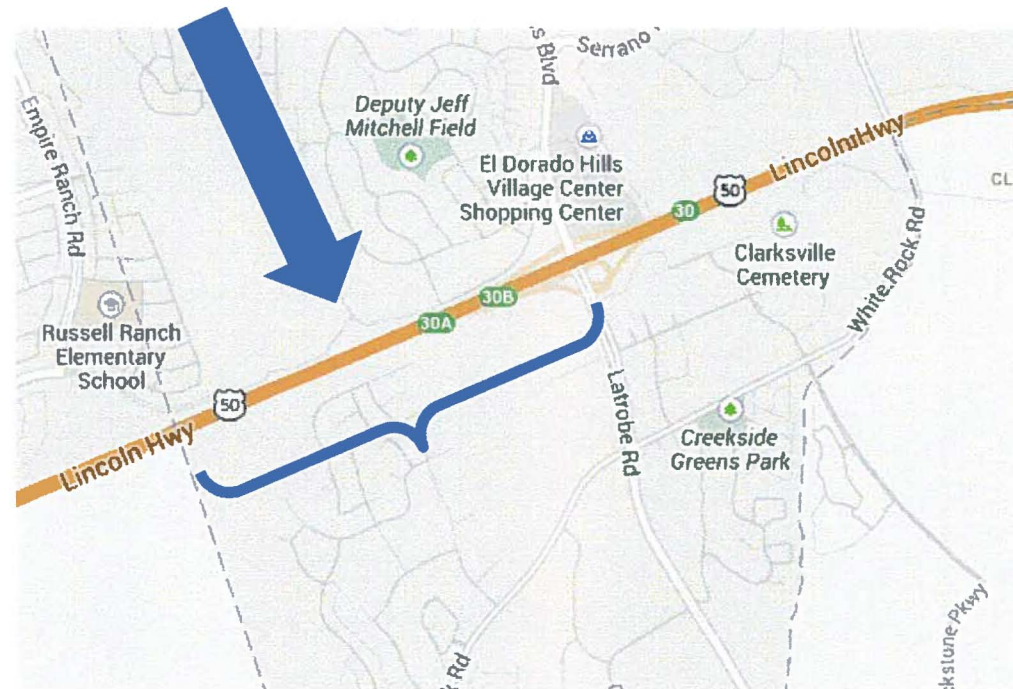 s Blvd
Serrano
Empire Ranch Rd
Deputy Jeff
Mitchell Field
El Dorado Hills
Village Center
Shopping Center
Lincoln Hwy
50
30
CL
Clarksville
Cemetery
White Rock Rd
30B
30A
Russell Ranch
Elementary
School
50
Lincoln Hwy
Latrobe Rd
Creekside
Greens Park
kstone Pkwy
Rd